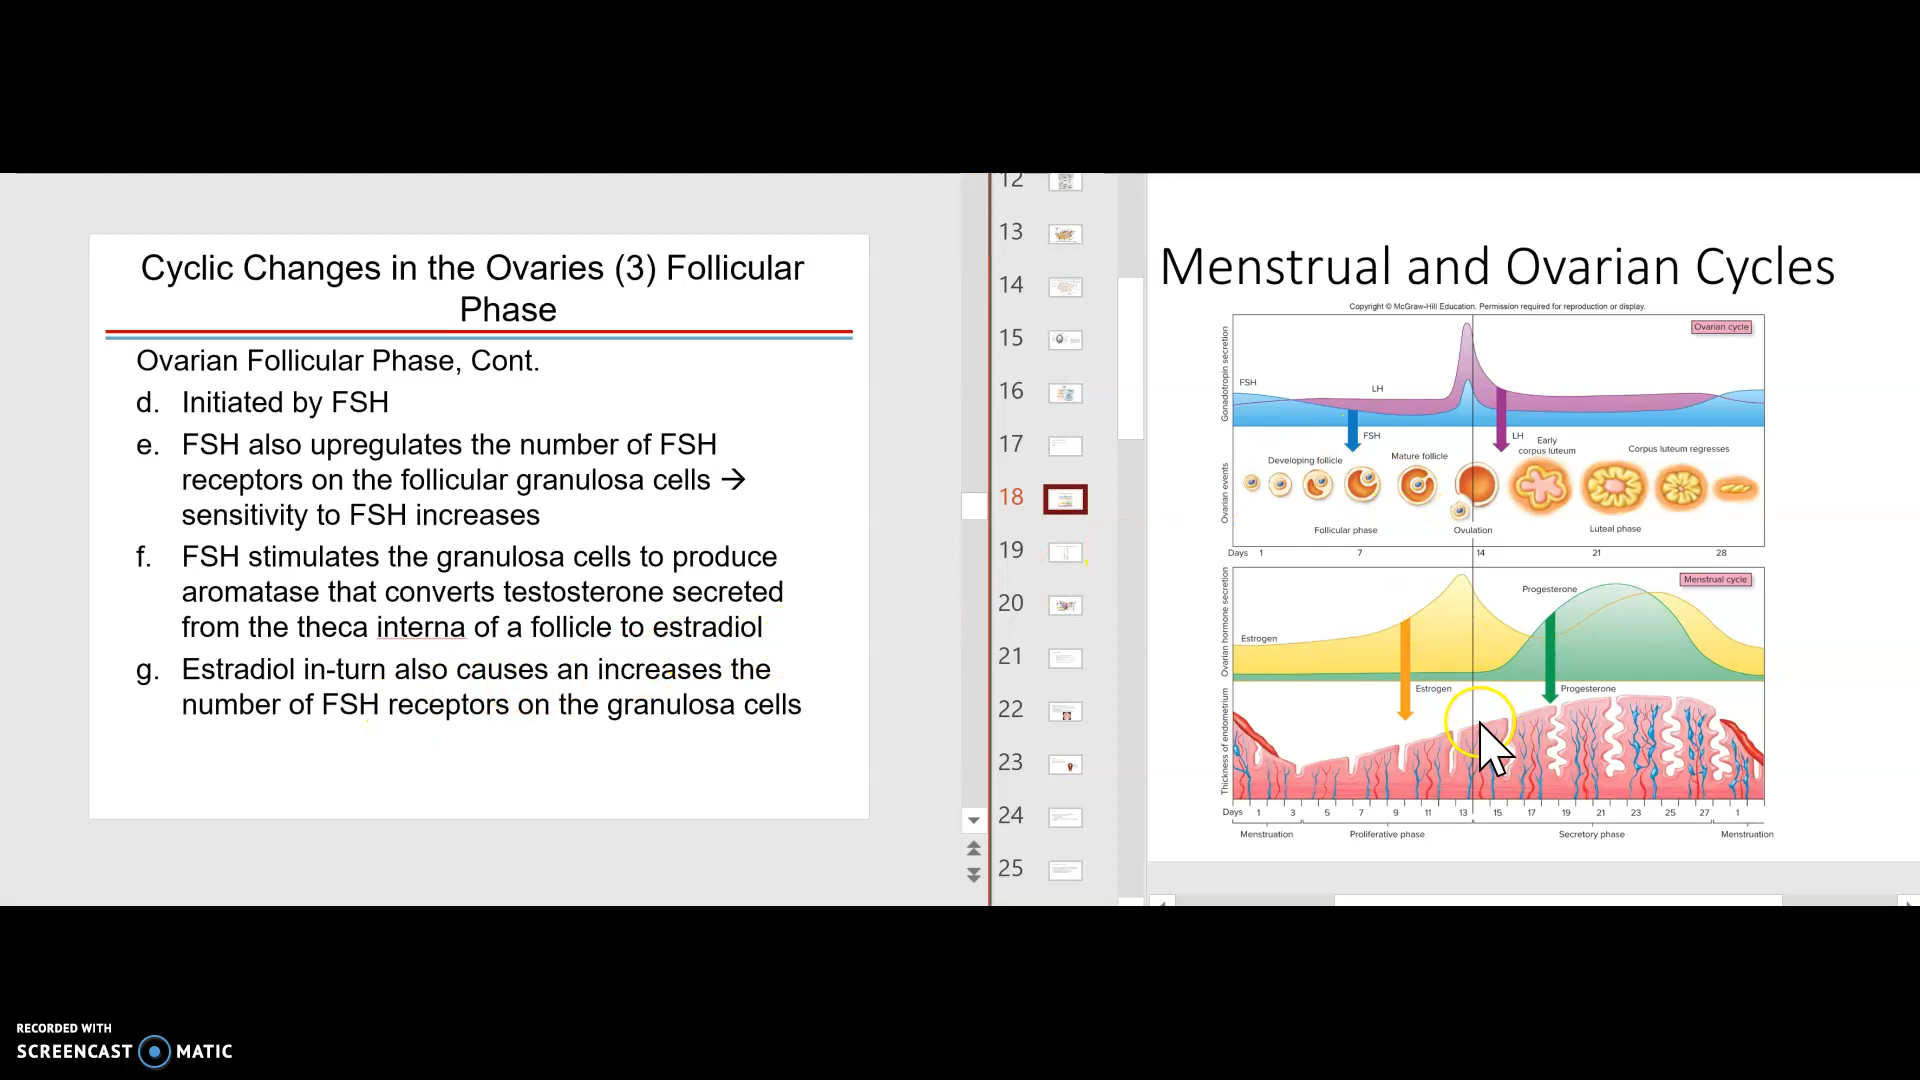 Cyclic Changes in the Ovaries (3) Follicular
Phase
Ovarian Follicular Phase, Cont.
d. Initiated by FSH
e. FSH also upregulates the number of FSH
receptors on the follicular granulosa cells →
sensitivity to FSH increases
f. FSH stimulates the granulosa cells to produce
aromatase that converts testosterone secreted
from the theca interna of a follicle to estradiol
g. Estradiol in-turn also causes an increases the
number of FSH receptors on the granulosa cells
12
13
14
15
16
17
18
19
20
21
22
23
24
25
Menstrual and Ovarian Cycles
Copyright © McGraw-Hill Education. Permission required for reproduction or display.
Ovarian cycle
Gonadotropin secretion
FSH
LH
FSH
LH
Ovarian events
Developing follicle
Mature follicle
Early
corpus luteum
Corpus luteum regresses
Follicular phase
Ovulation
Luteal phase
Days 1 7 14 21 28
Menstrual cycle
Ovarian hormone secretion
Estrogen
Progesterone
Estrogen
Progesterone
Thickness of endometrium
Days 1 3 5 7 9 11 13 15 17 19 21 23 25 27 1
Menstruation Proliferative phase Secretory phase Menstruation
RECORDED WITH
SCREENCAST MATIC